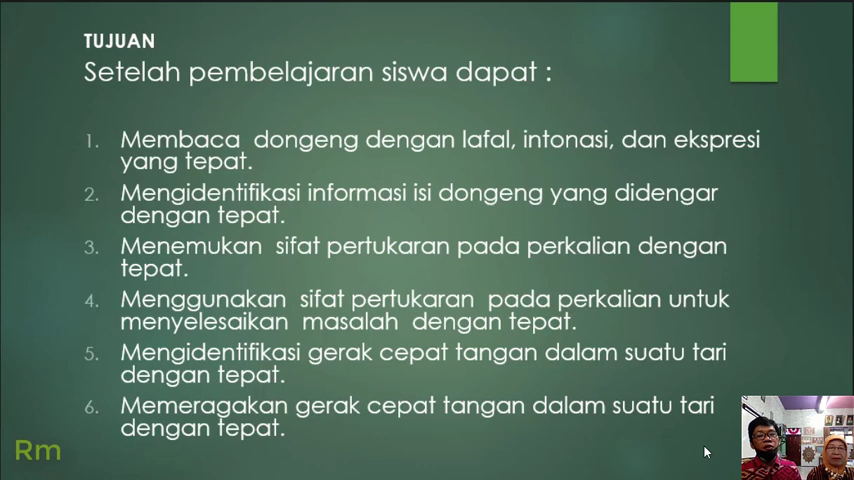 TUJUAN
Setelah pembelajaran siswa dapat :
1. Membaca dongeng dengan lafal, intonasi, dan ekspresi
yang tepat.
2. Mengidentifikasi informasi isi dongeng yang didengar
dengan tepat.
3. Menemukan sifat pertukaran pada perkalian dengan
tepat.
4. Menggunakan sifat pertukaran pada perkalian untuk
menyelesaikan masalah dengan tepat.
5. Mengidentifikasi gerak cepat tangan dalam suatu tari
dengan tepat.
6. Memeragakan gerak cepat tangan dalam suatu tari
dengan tepat.
Rm